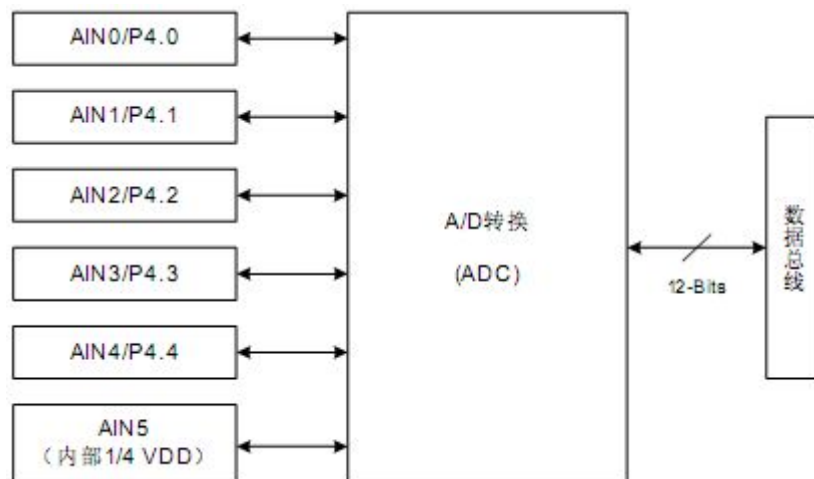 AIN0/P4.0
AIN1/P4.1
AIN2/P4.2
AIN3/P4.3
AIN4/P4.4
AIN5
（内部1/4 VDD）
A/D转换
(ADC)
12-Bits
数据总线